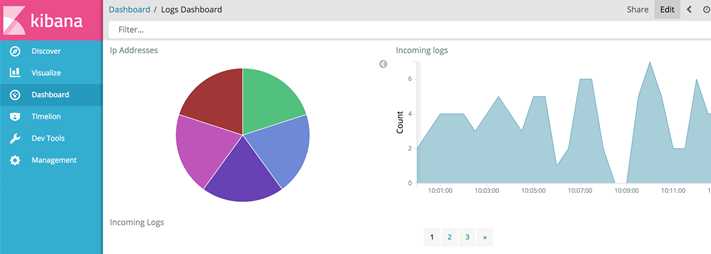 kibana
Discover
Visualize
Dashboard
Timelion
Dev Tools
Management
Dashboard / Logs Dashboard
Share Edit
Filter...
Ip Addresses
Incoming logs
Count
6
4
2
0
10:01:00 10:03:00 10:05:00 10:07:00 10:09:00 10:11:00 1
Incoming Logs
1 2 3 »